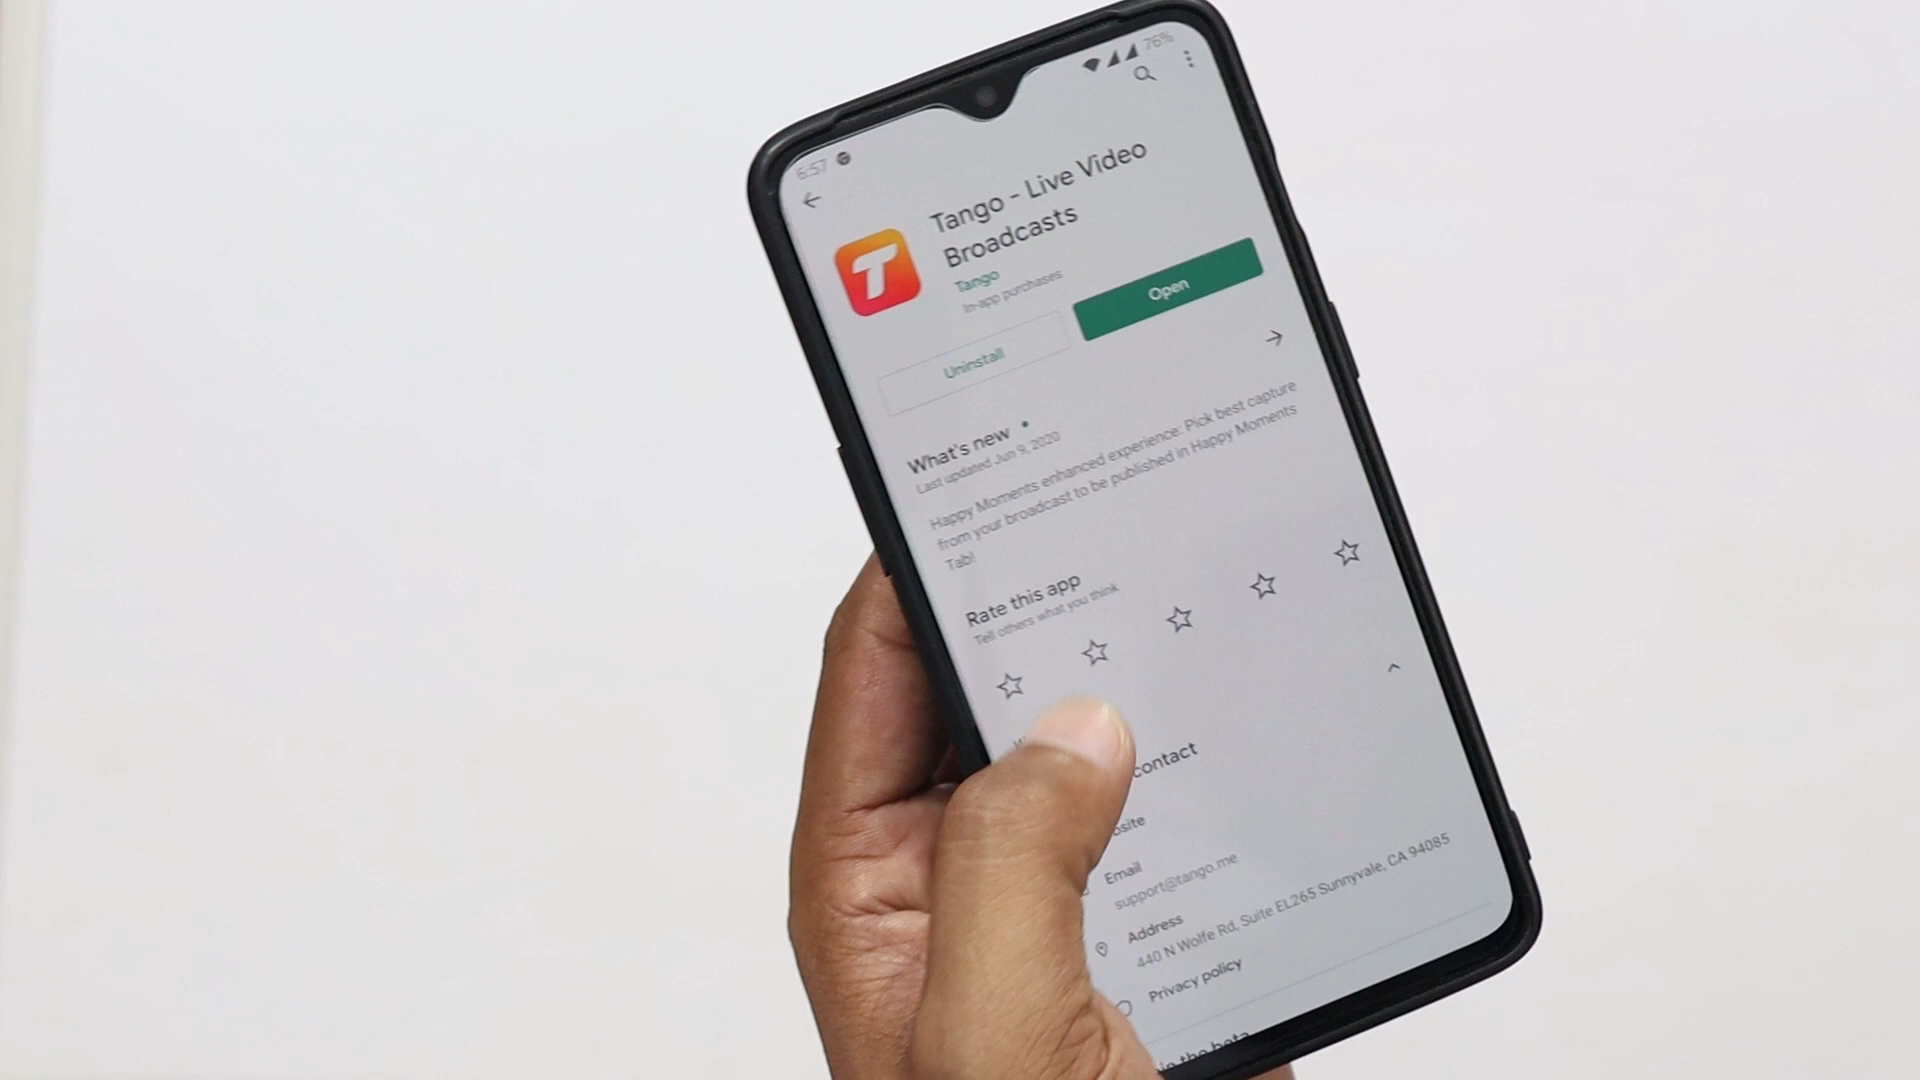 6:57
76%
Tango - Live Video
Broadcasts
Tango
In-app purchases
Uninstall
Open
What's new
Last updated Jun 9, 2020
Happy Moments enhanced experience: Pick best capture
from your broadcast to be published in Happy Moments
Tab!
Rate this app
Tell others what you think
contact
Email
support@tango.me
Address
440 N Wolfe Rd, Suite EL265 Sunnyvale, CA 94085
Privacy policy
the beta